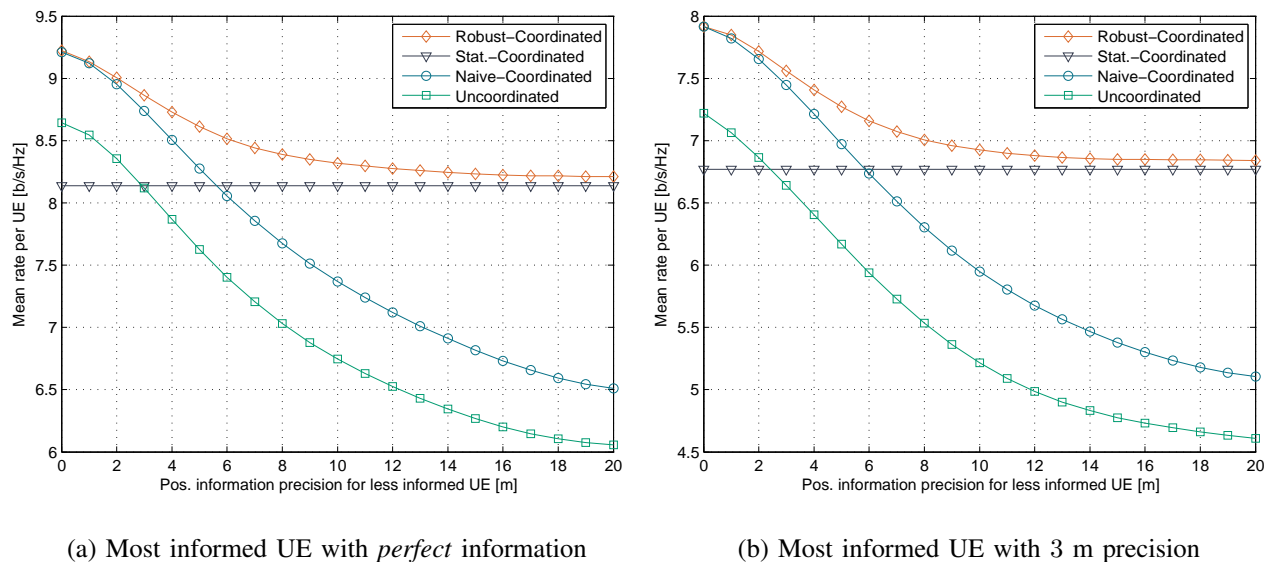 9.5
9
8.5
8
7.5
7
6.5
6
Mean rate per UE [b/s/Hz]
0 2 4 6 8 10 12 14 16 18 20
Pos. information precision for less informed UE [m]
Robust−Coordinated
Stat.−Coordinated
Naive−Coordinated
Uncoordinated
(a) Most informed UE with perfect information
8
7.5
7
6.5
6
5.5
5
4.5
Mean rate per UE [b/s/Hz]
0 2 4 6 8 10 12 14 16 18 20
Pos. information precision for less informed UE [m]
Robust−Coordinated
Stat.−Coordinated
Naive−Coordinated
Uncoordinated
(b) Most informed UE with 3 m precision